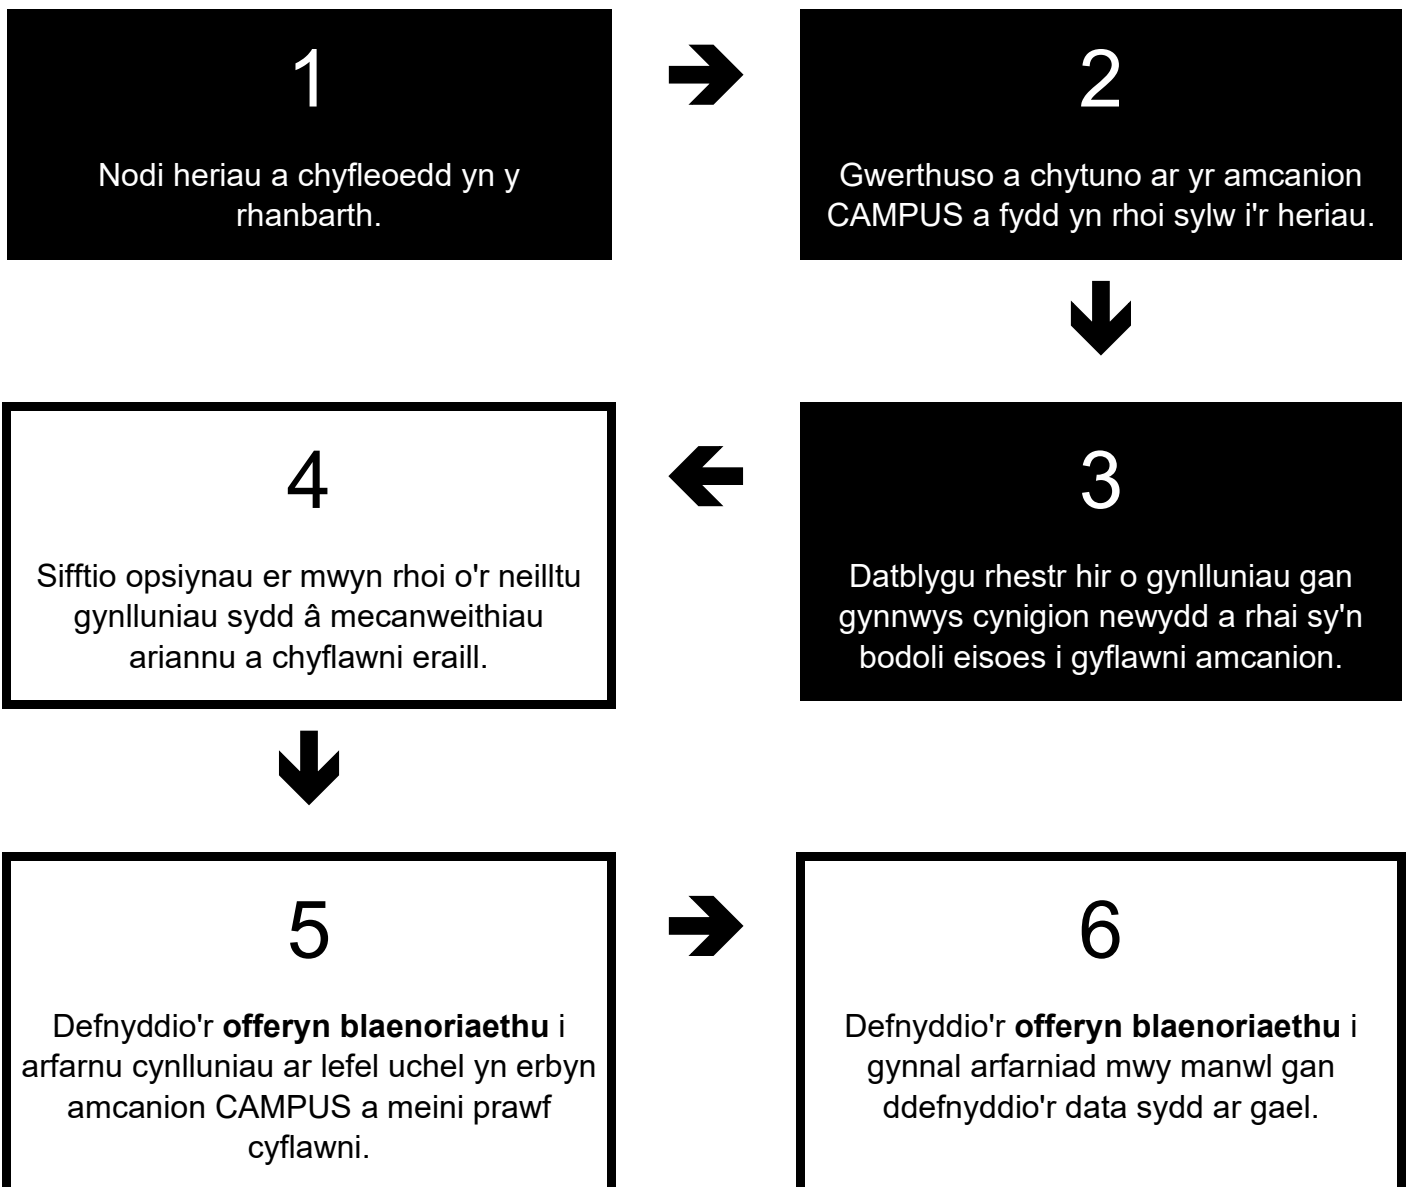 1
Nodi heriau a chyfleoedd yn y
rhanbarth.
2
Gwerthuso a chytuno ar yr amcanion
CAMPUS a fydd yn rhoi sylw i'r heriau.
3
Datblygu rhestr hir o gynlluniau gan
gynnwys cynigion newydd a rhai sy'n
bodoli eisoes i gyflawni amcanion.
4
Sifftio opsiynau er mwyn rhoi o'r neilltu
gynlluniau sydd â mecanweithiau
ariannu a chyflawni eraill.
5
Defnyddio'r offeryn blaenoriaethu i
arfarnu cynlluniau ar lefel uchel yn erbyn
amcanion CAMPUS a meini prawf
cyflawni.
6
Defnyddio'r offeryn blaenoriaethu i
gynnal arfarniad mwy manwl gan
ddefnyddio'r data sydd ar gael.